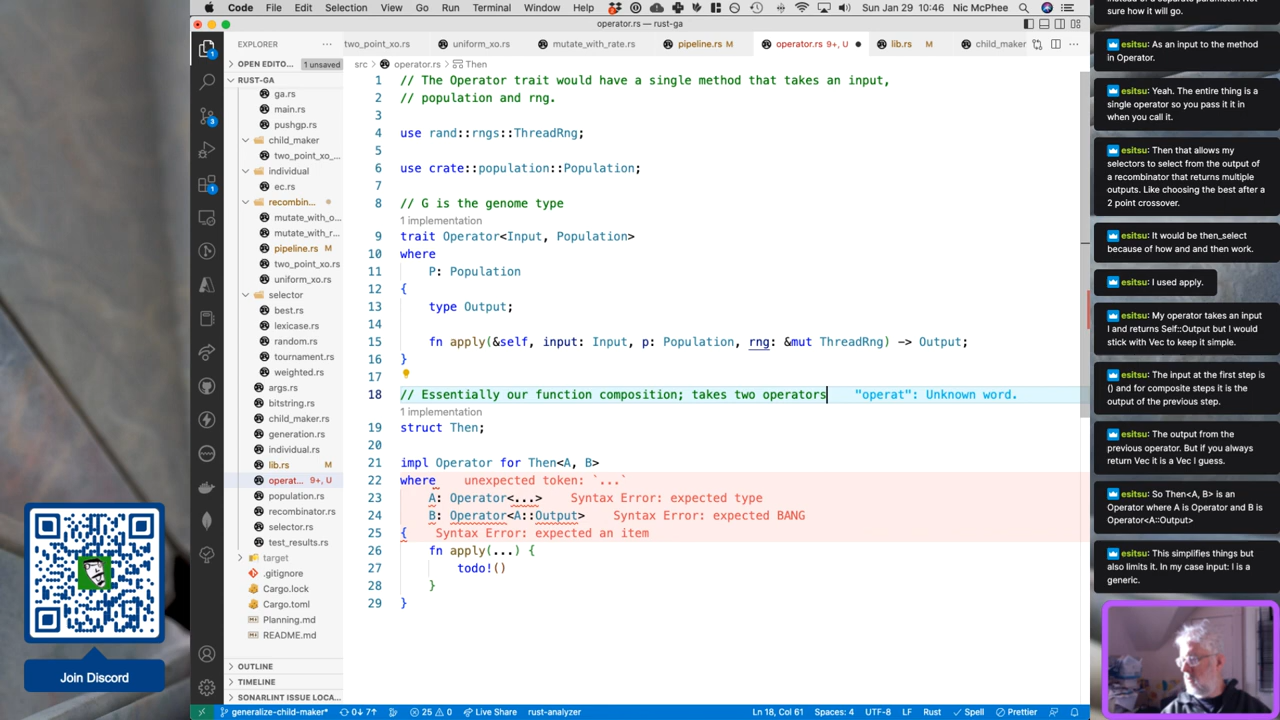 Code File Edit Selection View Go Run Terminal Window Help Sun Jan 29 10:46 Nic McPhee
operator.rs — rust-ga
EXPLORER
two_point_xo.rs uniform_xo.rs mutate_with_rate.rs pipeline.rs M operator.rs 9+, U lib.rs M child_maker
OPEN EDITO... 1 unsaved
src > operator.rs > Then
RUST-GA
ga.rs
main.rs
pushgp.rs
child_maker
two_point_xo_...
individual
ec.rs
recombin...
mutate_with_o...
mutate_with_r...
pipeline.rs M
two_point_xo.rs
uniform_xo.rs
selector
best.rs
lexicase.rs
random.rs
tournament.rs
weighted.rs
args.rs
bitstring.rs
child_maker.rs
generation.rs
individual.rs
lib.rs M
operat... 9+, U
population.rs
recombinator.rs
selector.rs
test_results.rs
target
.gitignore
Cargo.lock
Cargo.toml
Planning.md
README.md
OUTLINE
TIMELINE
SONARLINT ISSUE LOCA...
1 // The Operator trait would have a single method that takes an input,
2 // population and rng.
3
4 use rand::rngs::ThreadRng;
5
6 use crate::population::Population;
7
8 // G is the genome type
1 implementation
9 trait Operator<Input, Population>
10 where
11 P: Population
12 {
13 type Output;
14
15 fn apply(&self, input: Input, p: Population, rng: &mut ThreadRng) -> Output;
16 }
17
18 // Essentially our function composition; takes two operators "operat": Unknown word.
1 implementation
19 struct Then;
20
21 impl Operator for Then<A, B>
22 where unexpected token: `...`
23 A: Operator<...> Syntax Error: expected type
24 B: Operator<A::Output> Syntax Error: expected BANG
25 { Syntax Error: expected an item
26 fn apply(...) {
27 todo!()
28 }
29 }
generalize-child-maker* 0↓ 7↑ 25 0 Live Share rust-analyzer Ln 18, Col 61 Spaces: 4 UTF-8 LF Rust Spell Prettier
Join Discord
sure how it will go.
esitsu: As an input to the method
in Operator.
esitsu: Yeah. The entire thing is a
single operator so you pass it it in
when you call it.
esitsu: Then that allows my
selectors to select from the output of
a recombinator that returns multiple
outputs. Like choosing the best after a
2 point crossover.
esitsu: It would be then_select
because of how and and then work.
esitsu: I used apply.
esitsu: My operator takes an input
I and returns Self::Output but I would
stick with Vec to keep it simple.
esitsu: The input at the first step is
() and for composite steps it is the
output of the previous step.
esitsu: The output from the
previous operator. But if you always
return Vec it is a Vec I guess.
esitsu: So Then<A, B> is an
Operator where A is Operator and B is
Operator<A::Output>
esitsu: This simplifies things but
also limits it. In my case input: I is a
generic.